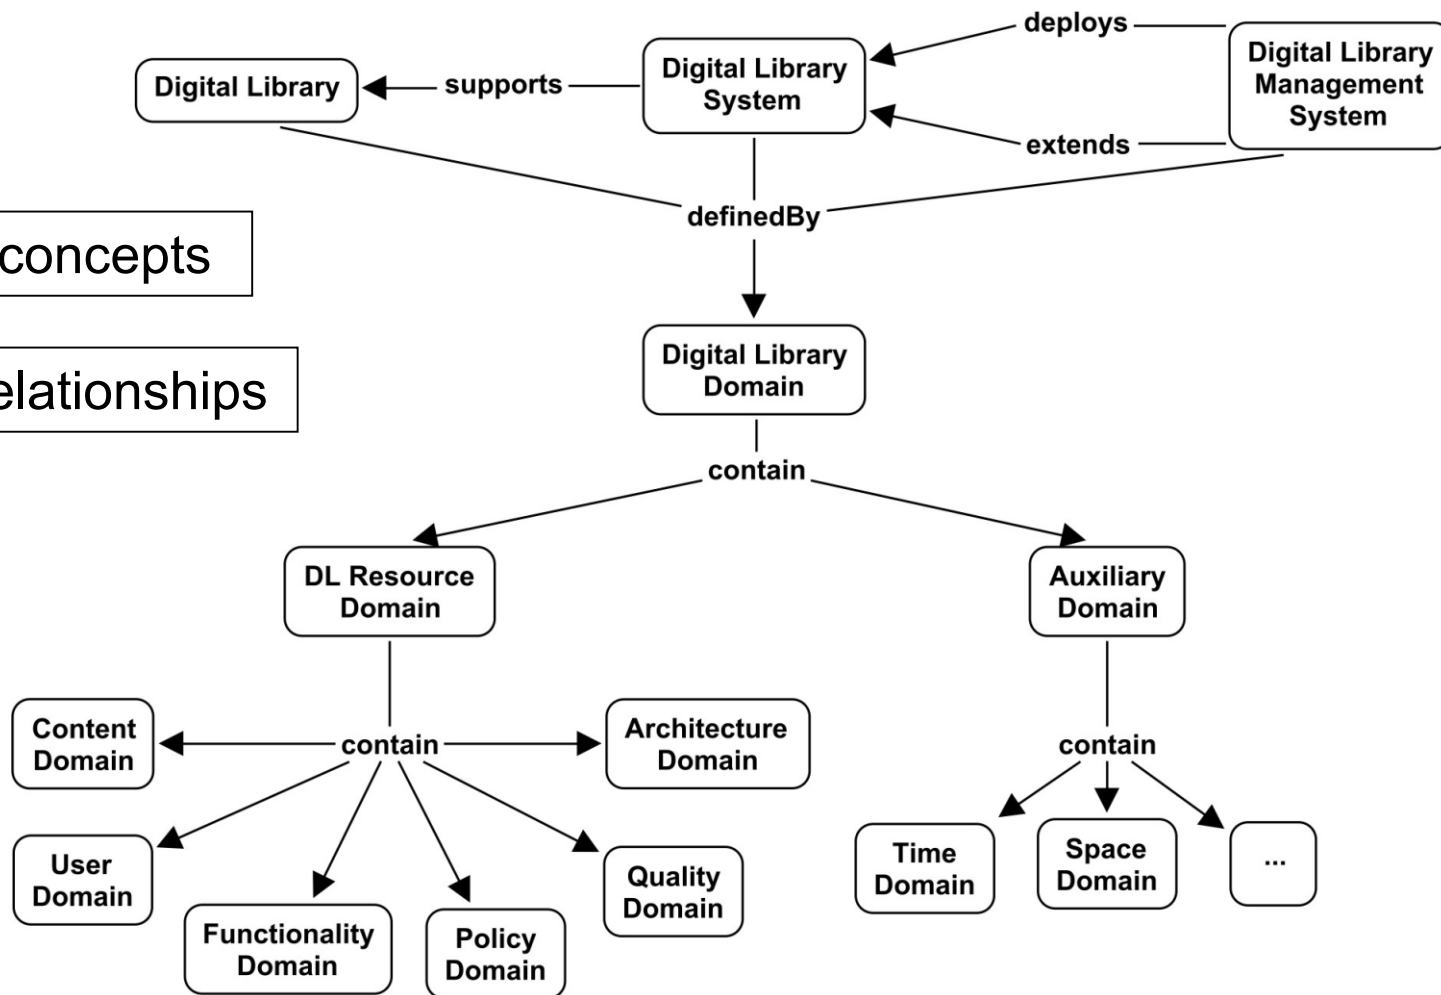 deploys
Digital Library
Management
System
Digital Library
System
Digital Library
supports
extends
definedBy
concepts
Digital Library
Domain
contain
DL Resource
Domain
Auxiliary
Domain
Content
Domain
contain
Architecture
Domain
contain
User
Domain
Functionality
Domain
Policy
Domain
Quality
Domain
Time
Domain
Space
Domain
...